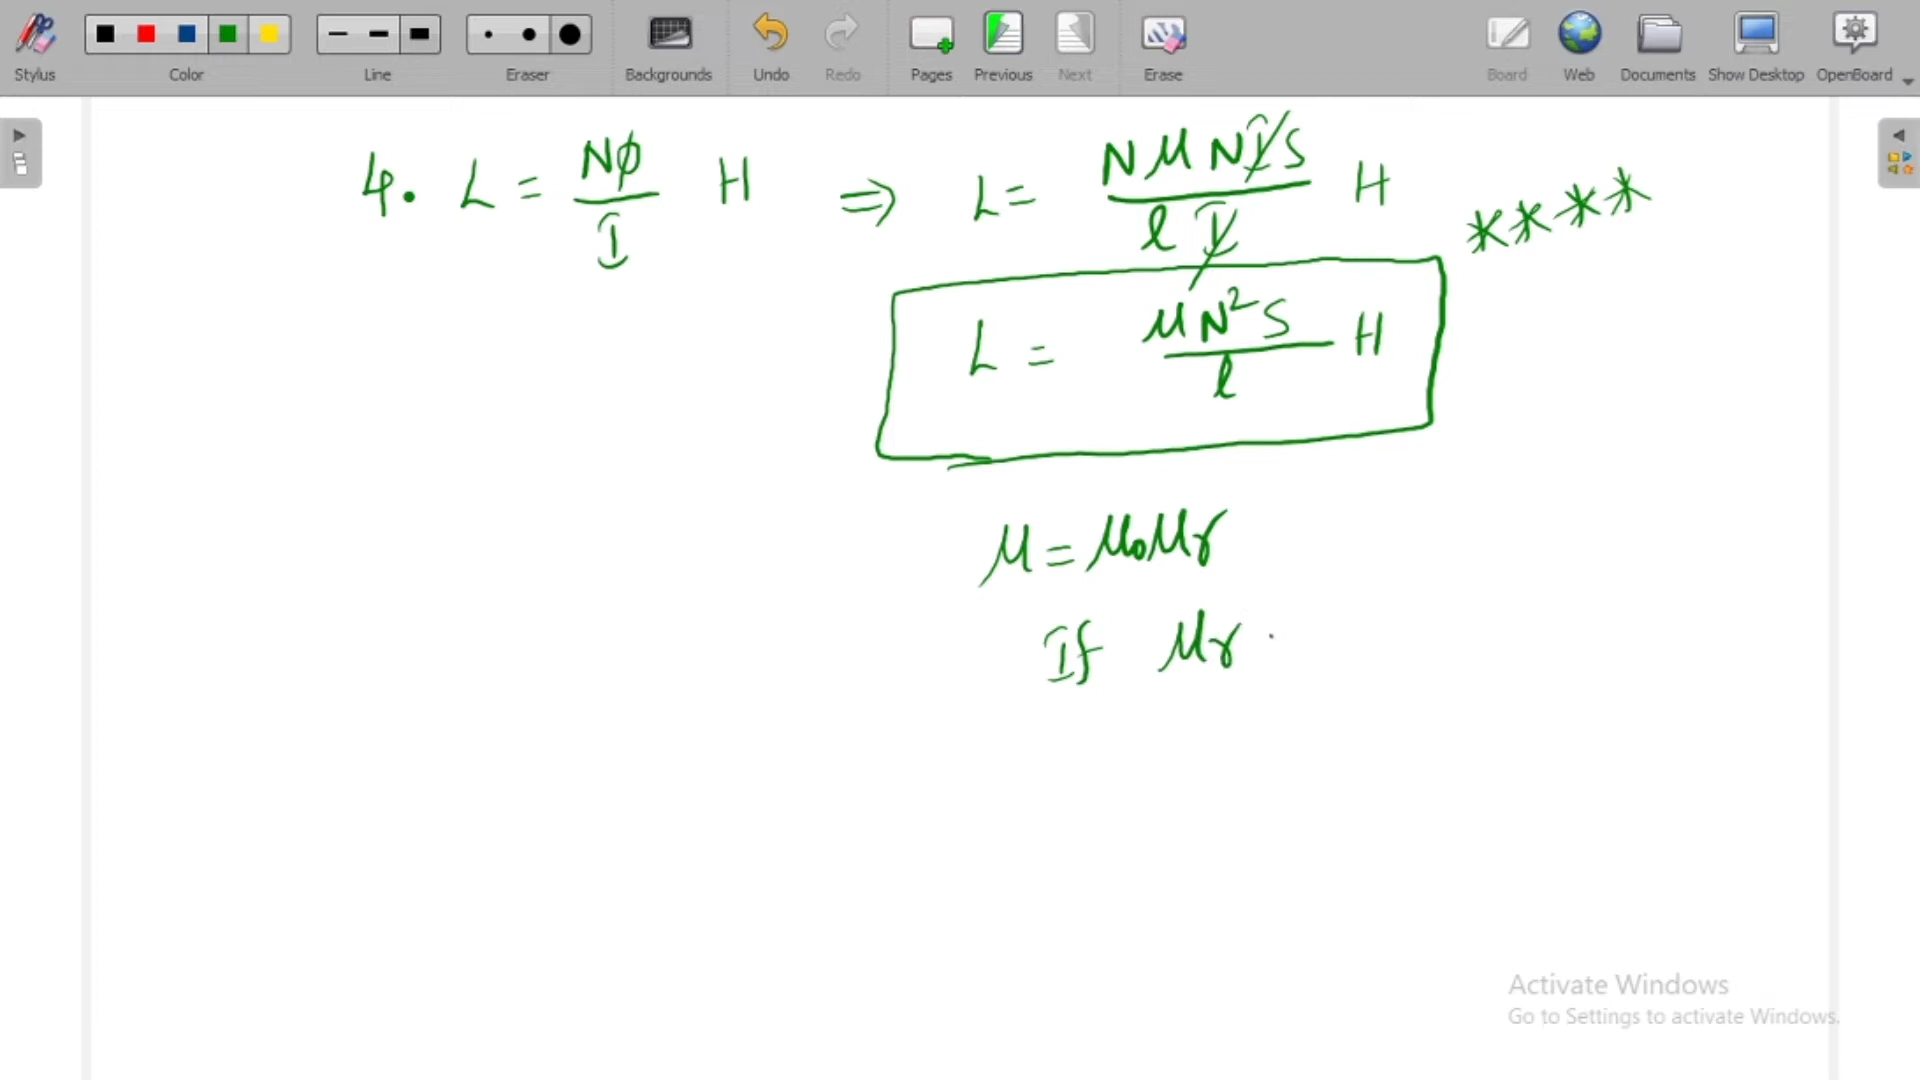 Stylus Color Line Eraser Backgrounds Undo Redo Pages Previous Next Erase Board Web Documents Show Desktop OpenBoard
4. L = Nφ/I H ⇒ L = NμNIS/lI H ****
L = μN²S/l H
μ = μ₀μr
If μr
Activate Windows
Go to Settings to activate Windows.